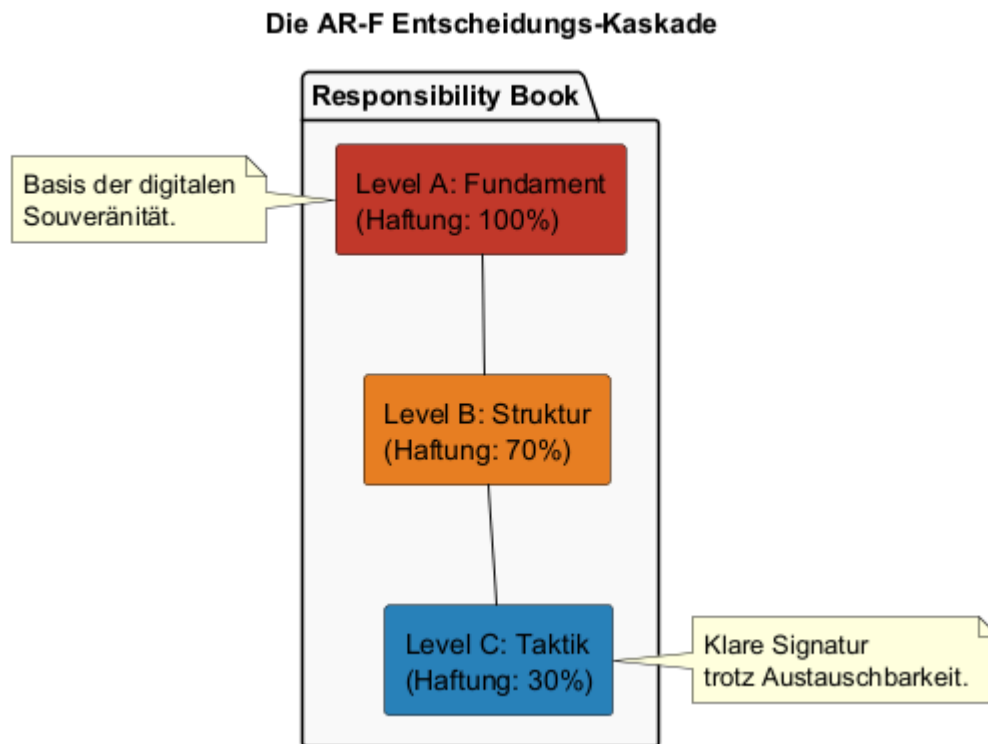 Die AR-F Entscheidungs-Kaskade
Responsibility Book
Basis der digitalen
Souveränität.
Level A: Fundament
(Haftung: 100%)
Level B: Struktur
(Haftung: 70%)
Level C: Taktik
(Haftung: 30%)
Klare Signatur
trotz Austauschbarkeit.